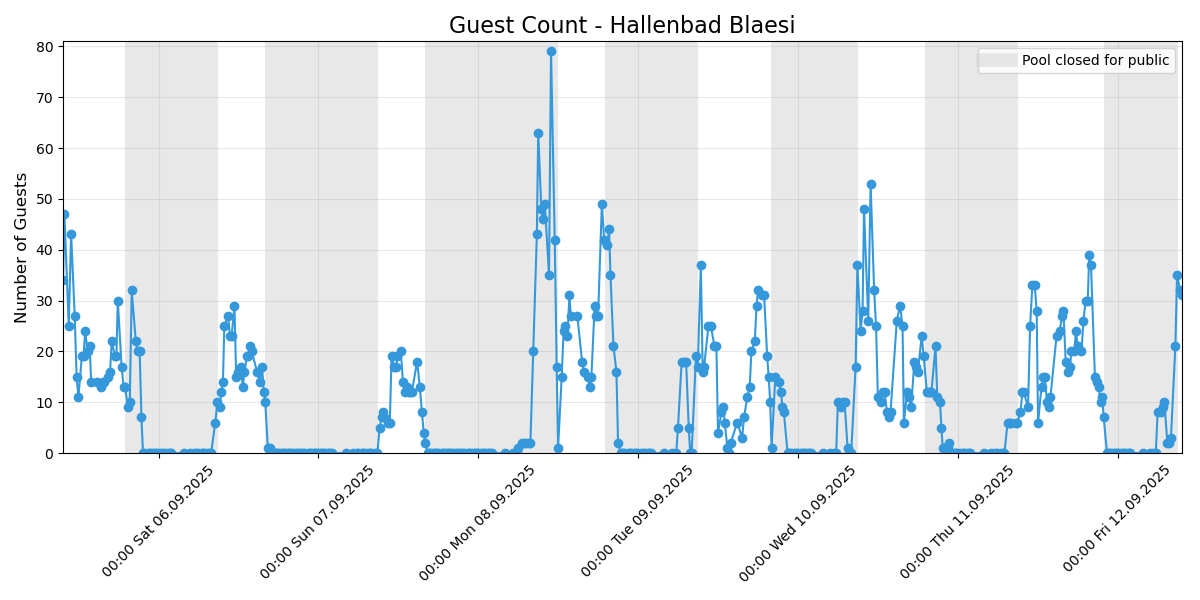 Guest Count - Hallenbad Blaesi
Pool closed for public
Number of Guests
80
70
60
50
40
30
20
10
0
00:00 Sat 06.09.2025
00:00 Sun 07.09.2025
00:00 Mon 08.09.2025
00:00 Tue 09.09.2025
00:00 Wed 10.09.2025
00:00 Thu 11.09.2025
00:00 Fri 12.09.2025